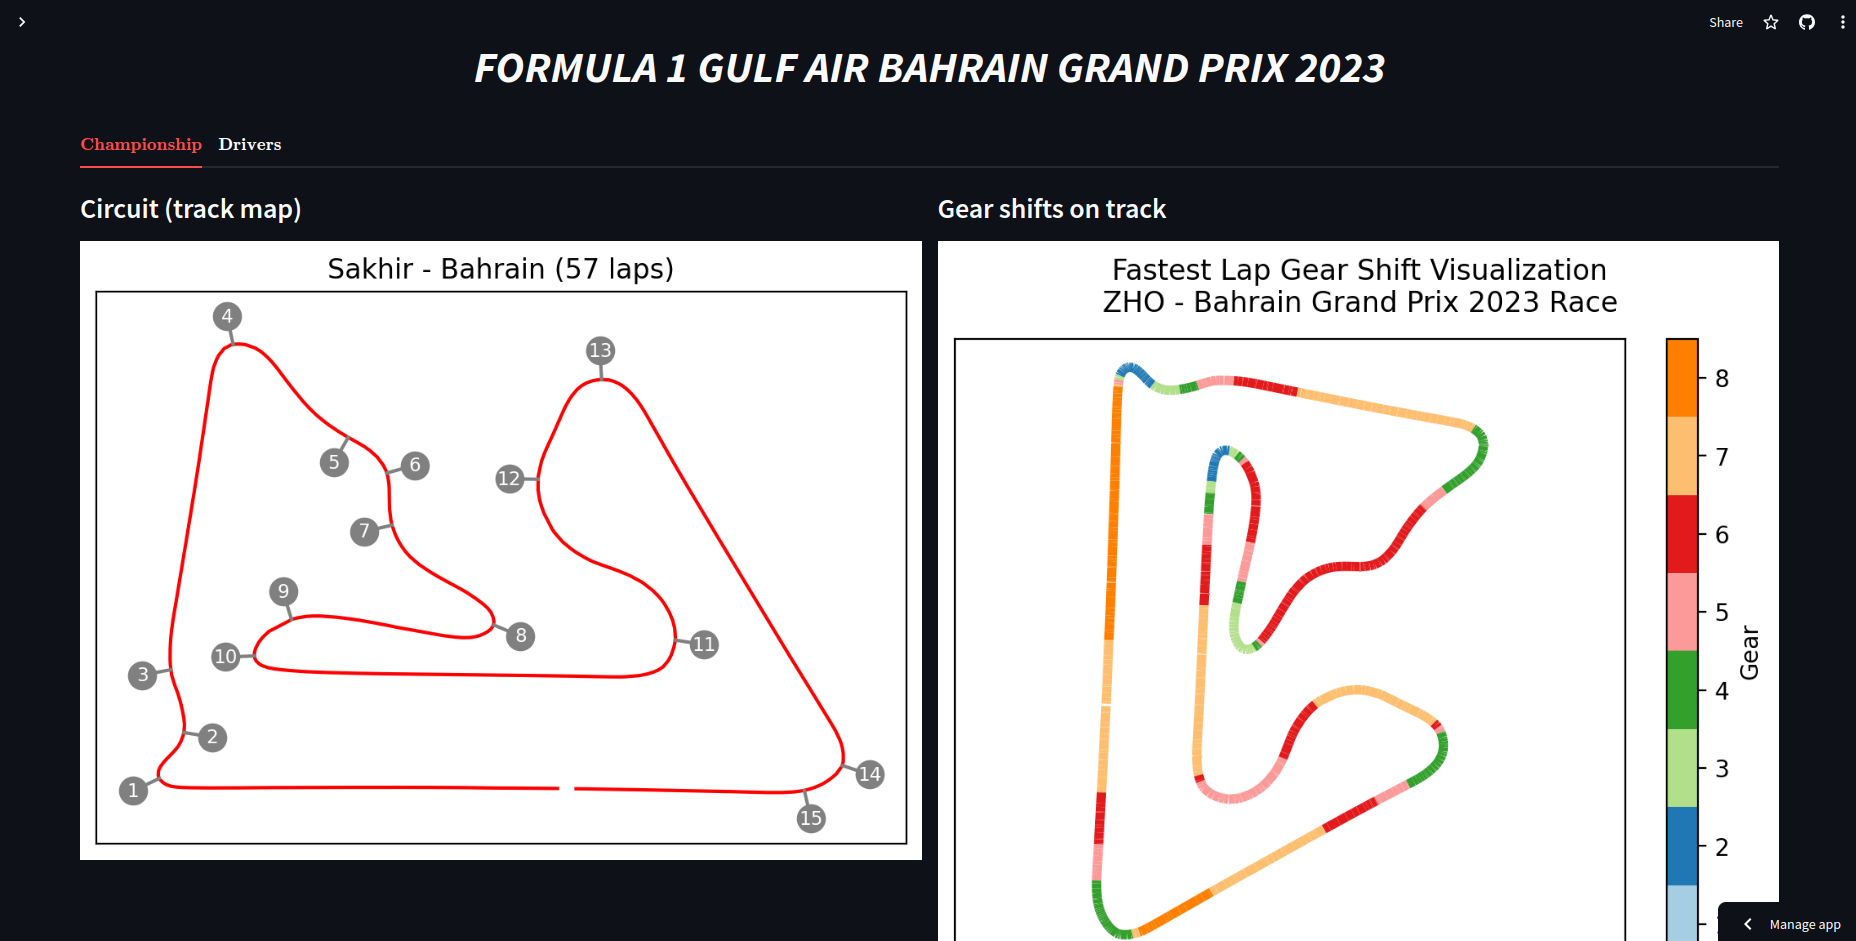 Share
FORMULA 1 GULF AIR BAHRAIN GRAND PRIX 2023
Championship
Drivers
Circuit (track map)
Sakhir - Bahrain (57 laps)
4
13
5
6
12
7
9
8
10
11
3
2
1
14
15
Gear shifts on track
Fastest Lap Gear Shift Visualization
ZHO - Bahrain Grand Prix 2023 Race
8
7
6
5
4
3
2
Gear
Manage app